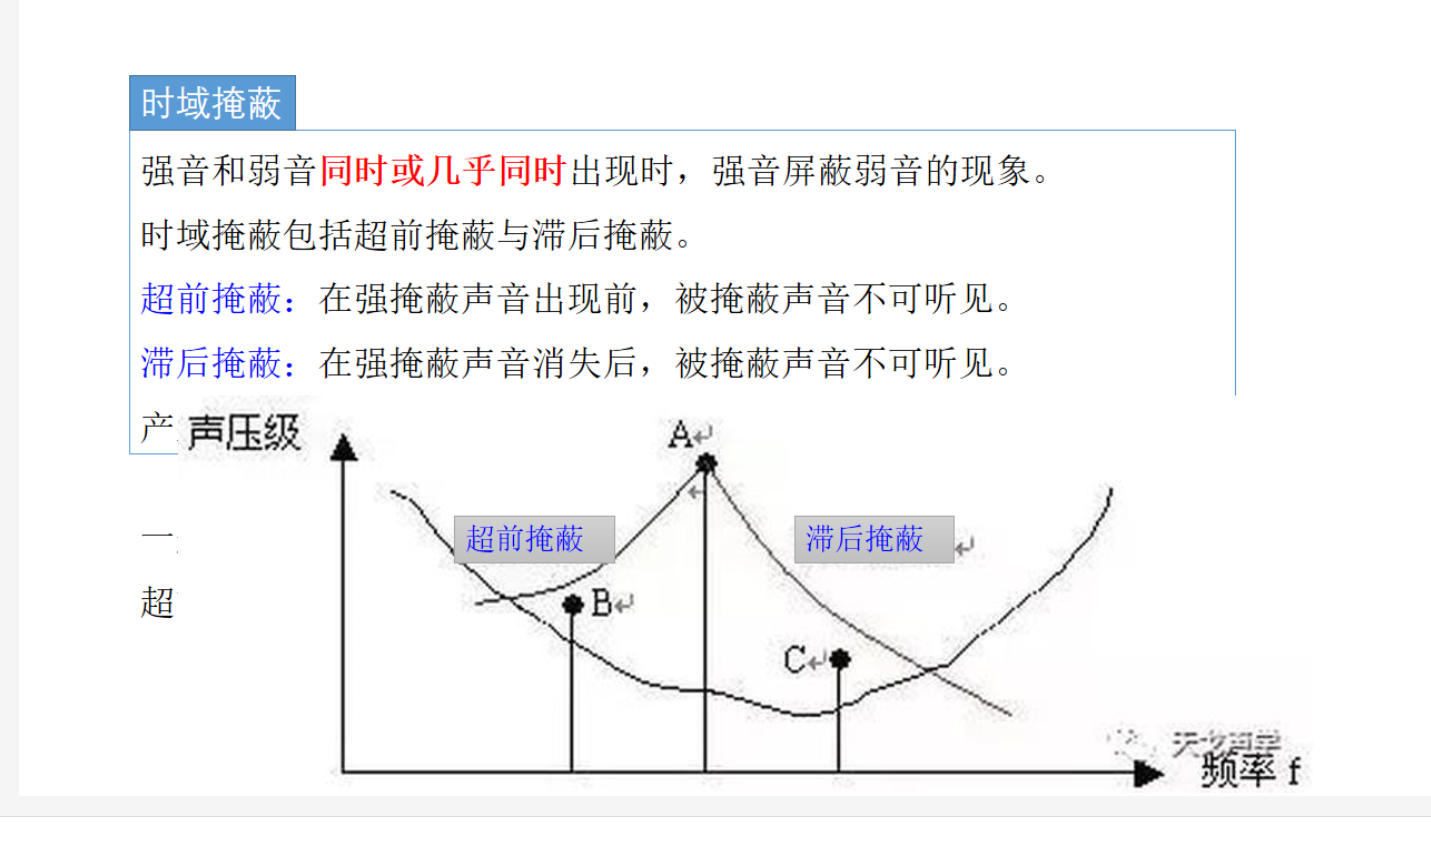 时域掩蔽
强音和弱音同时或几乎同时出现时，强音屏蔽弱音的现象。
时域掩蔽包括超前掩蔽与滞后掩蔽。
超前掩蔽：在强掩蔽声音出现前，被掩蔽声音不可听见。
滞后掩蔽：在强掩蔽声音消失后，被掩蔽声音不可听见。
产
声压级
A↵
↵
超前掩蔽
滞后掩蔽
↵
一
超
B↵
C↵
频率 f